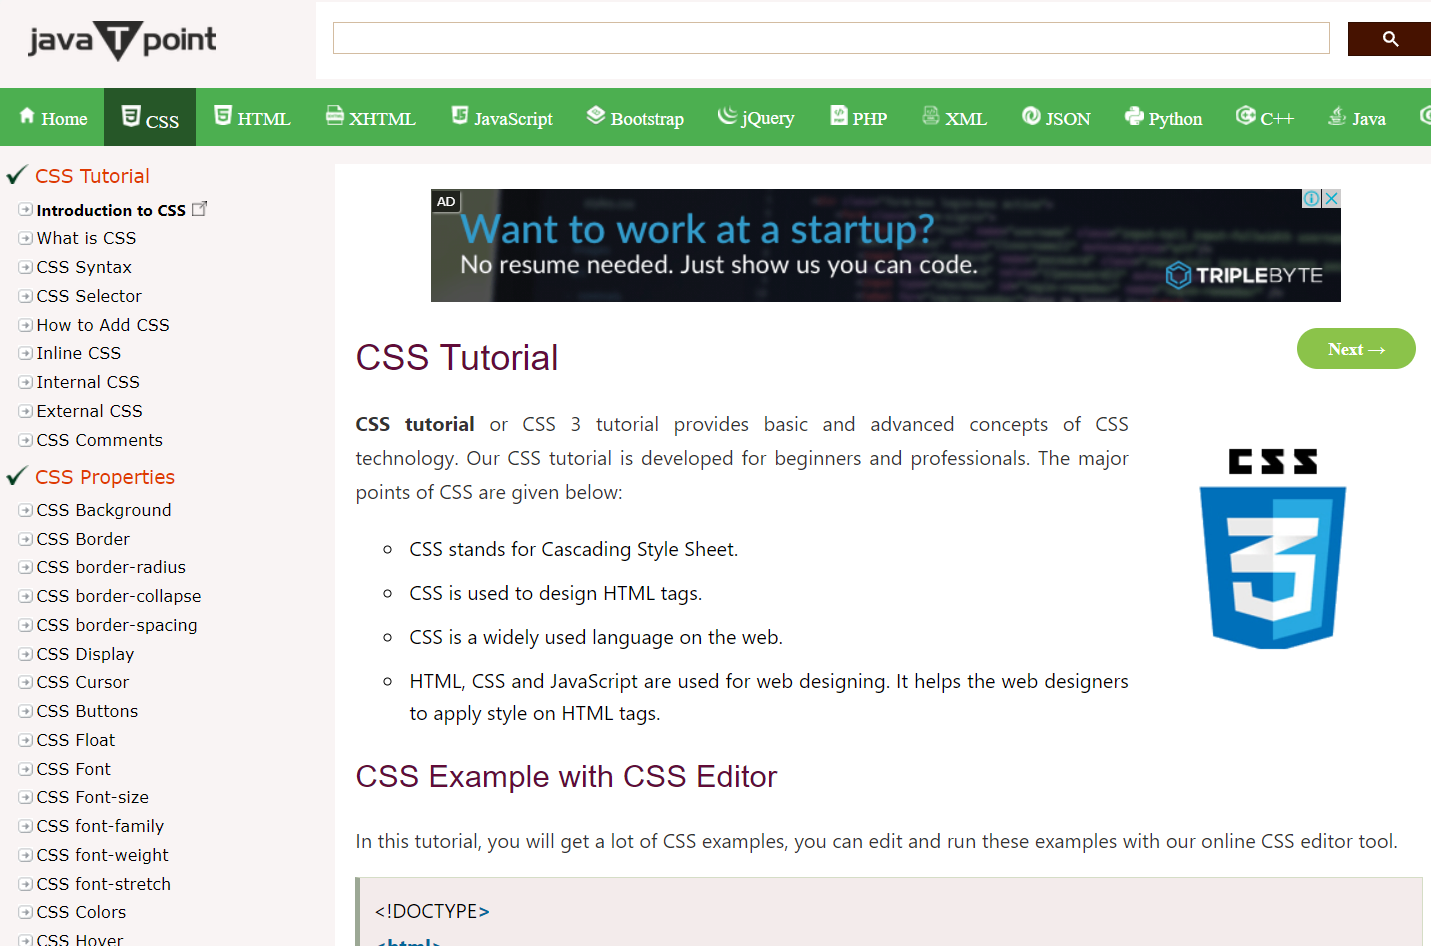 javaTpoint
Home
CSS
HTML
XHTML
JavaScript
Bootstrap
jQuery
PHP
XML
JSON
Python
C++
Java
CSS Tutorial
Introduction to CSS
What is CSS
CSS Syntax
CSS Selector
How to Add CSS
Inline CSS
Internal CSS
External CSS
CSS Comments
CSS Properties
CSS Background
CSS Border
CSS border-radius
CSS border-collapse
CSS border-spacing
CSS Display
CSS Cursor
CSS Buttons
CSS Float
CSS Font
CSS Font-size
CSS font-family
CSS font-weight
CSS font-stretch
CSS Colors
CSS Hover
AD
Want to work at a startup?
No resume needed. Just show us you can code.
TRIPLEBYTE
CSS Tutorial
Next →
CSS tutorial or CSS 3 tutorial provides basic and advanced concepts of CSS
technology. Our CSS tutorial is developed for beginners and professionals. The major
points of CSS are given below:
CSS
3
CSS stands for Cascading Style Sheet.
CSS is used to design HTML tags.
CSS is a widely used language on the web.
HTML, CSS and JavaScript are used for web designing. It helps the web designers
to apply style on HTML tags.
CSS Example with CSS Editor
In this tutorial, you will get a lot of CSS examples, you can edit and run these examples with our online CSS editor tool.
<!DOCTYPE>
<html>